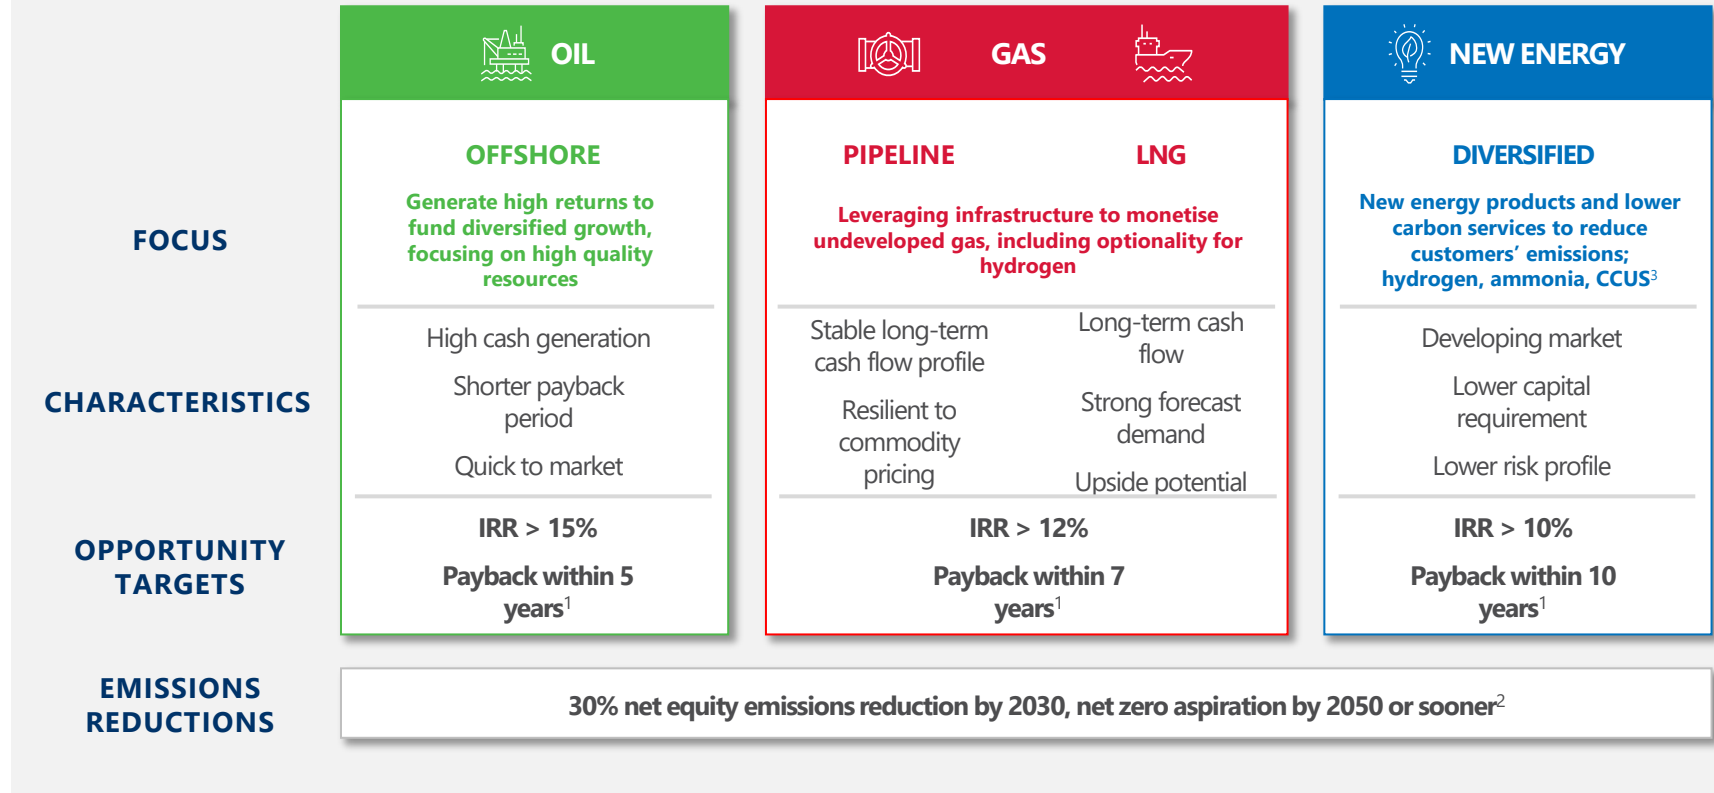 OIL
GAS
NEW ENERGY
FOCUS
OFFSHORE
Generate high returns to
fund diversified growth,
focusing on high quality
resources
PIPELINE
LNG
Leveraging infrastructure to monetise
undeveloped gas, including optionality for
hydrogen
DIVERSIFIED
New energy products and lower
carbon services to reduce
customers’ emissions;
hydrogen, ammonia, CCUS³
CHARACTERISTICS
High cash generation
Shorter payback
period
Quick to market
Stable long-term
cash flow profile
Resilient to
commodity
pricing
Long-term cash
flow
Strong forecast
demand
Upside potential
Developing market
Lower capital
requirement
Lower risk profile
OPPORTUNITY
TARGETS
IRR > 15%
Payback within 5
years¹
IRR > 12%
Payback within 7
years¹
IRR > 10%
Payback within 10
years¹
EMISSIONS
REDUCTIONS
30% net equity emissions reduction by 2030, net zero aspiration by 2050 or sooner²